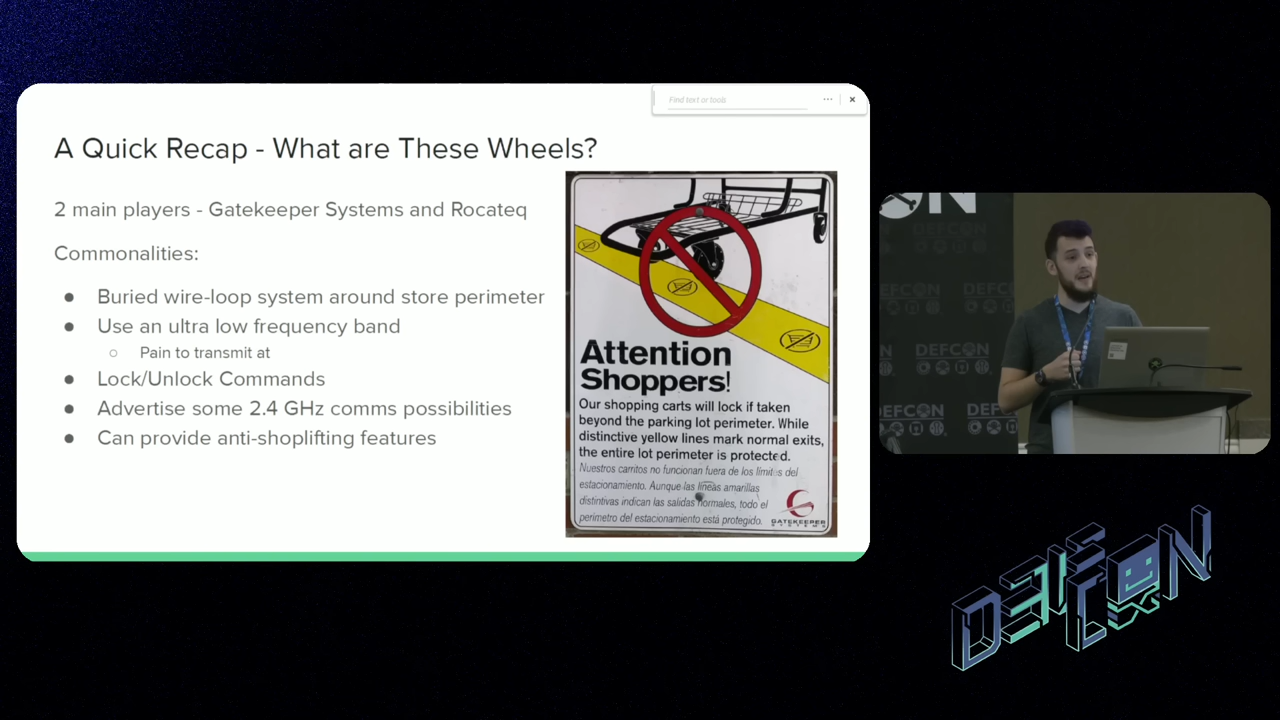 Find text or tools
A Quick Recap - What are These Wheels?
2 main players - Gatekeeper Systems and Rocateq
Commonalities:
● Buried wire-loop system around store perimeter
● Use an ultra low frequency band
○ Pain to transmit at
● Lock/Unlock Commands
● Advertise some 2.4 GHz comms possibilities
● Can provide anti-shoplifting features
Attention
Shoppers!
Our shopping carts will lock if taken
beyond the parking lot perimeter. While
distinctive yellow lines mark normal exits,
the entire lot perimeter is protected.
Nuestros carritos no funcionan fuera de los límites del
estacionamiento. Aunque las líneas amarillas
distintivas indican las salidas normales, todo el
perímetro del estacionamiento está protegido.
GATEKEEPER
SYSTEMS
ON
DEFCON
DEFCON
DEFCON
DEFCON